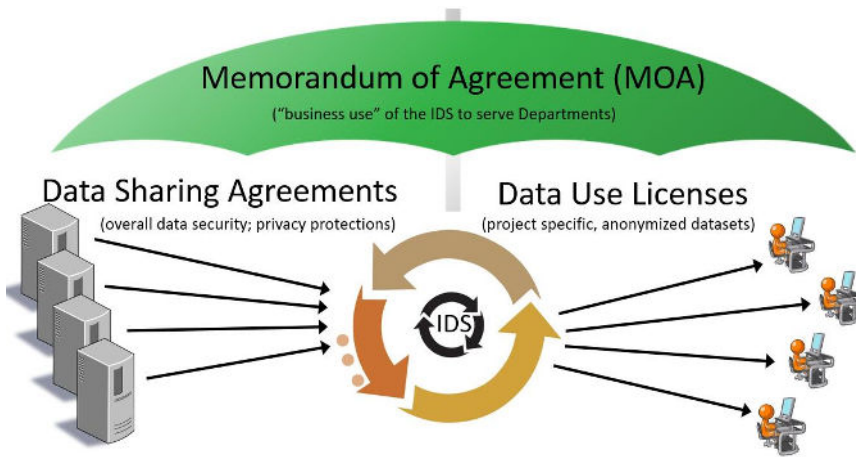 Memorandum of Agreement (MOA)
("business use" of the IDS to serve Departments)
Data Sharing Agreements
(overall data security; privacy protections)
Data Use Licenses
(project specific, anonymized datasets)
IDS